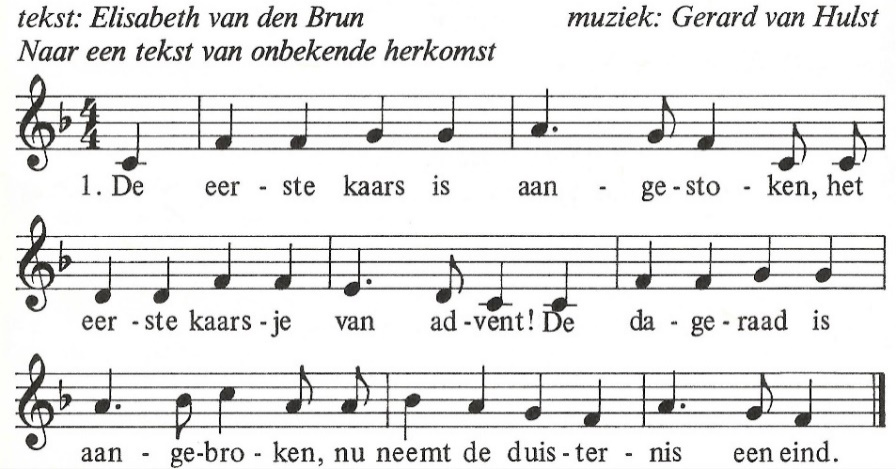 tekst: Elisabeth van den Brun muziek: Gerard van Hulst
Naar een tekst van onbekende herkomst
4
4
1. De eer - ste kaars is aan - ge - sto - ken, het
eer - ste kaars - je van ad - vent! De da - ge - raad is
aan - ge - bro - ken, nu neemt de duis - ter - nis een eind.